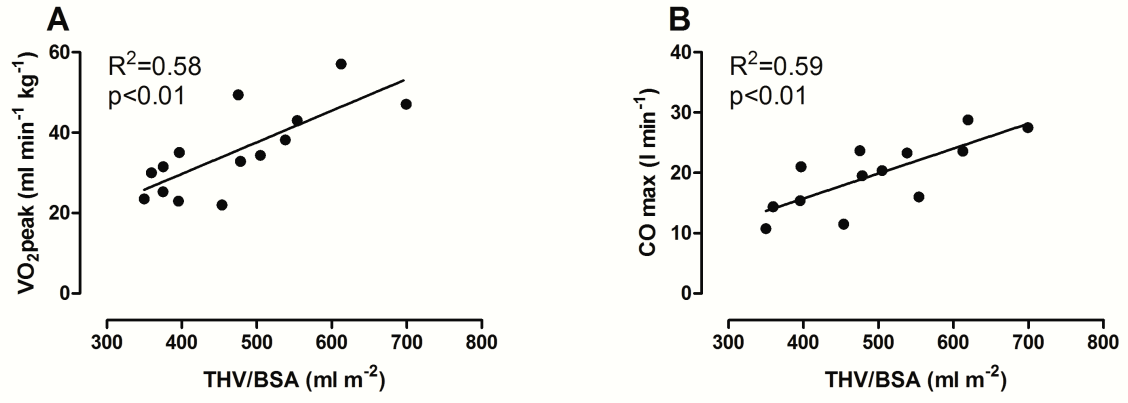 A
R²=0.58
p<0.01
VO₂peak (ml min⁻¹ kg⁻¹)
60
40
20
0
300 400 500 600 700 800
THV/BSA (ml m⁻²)
B
R²=0.59
p<0.01
CO max (l min⁻¹)
40
30
20
10
0
300 400 500 600 700 800
THV/BSA (ml m⁻²)